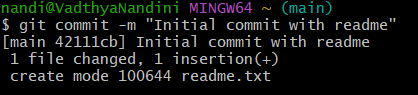 nandi@VadthyaNandini MINGW64 ~ (main)
$ git commit -m "Initial commit with readme"
[main 42111cb] Initial commit with readme
 1 file changed, 1 insertion(+)
 create mode 100644 readme.txt